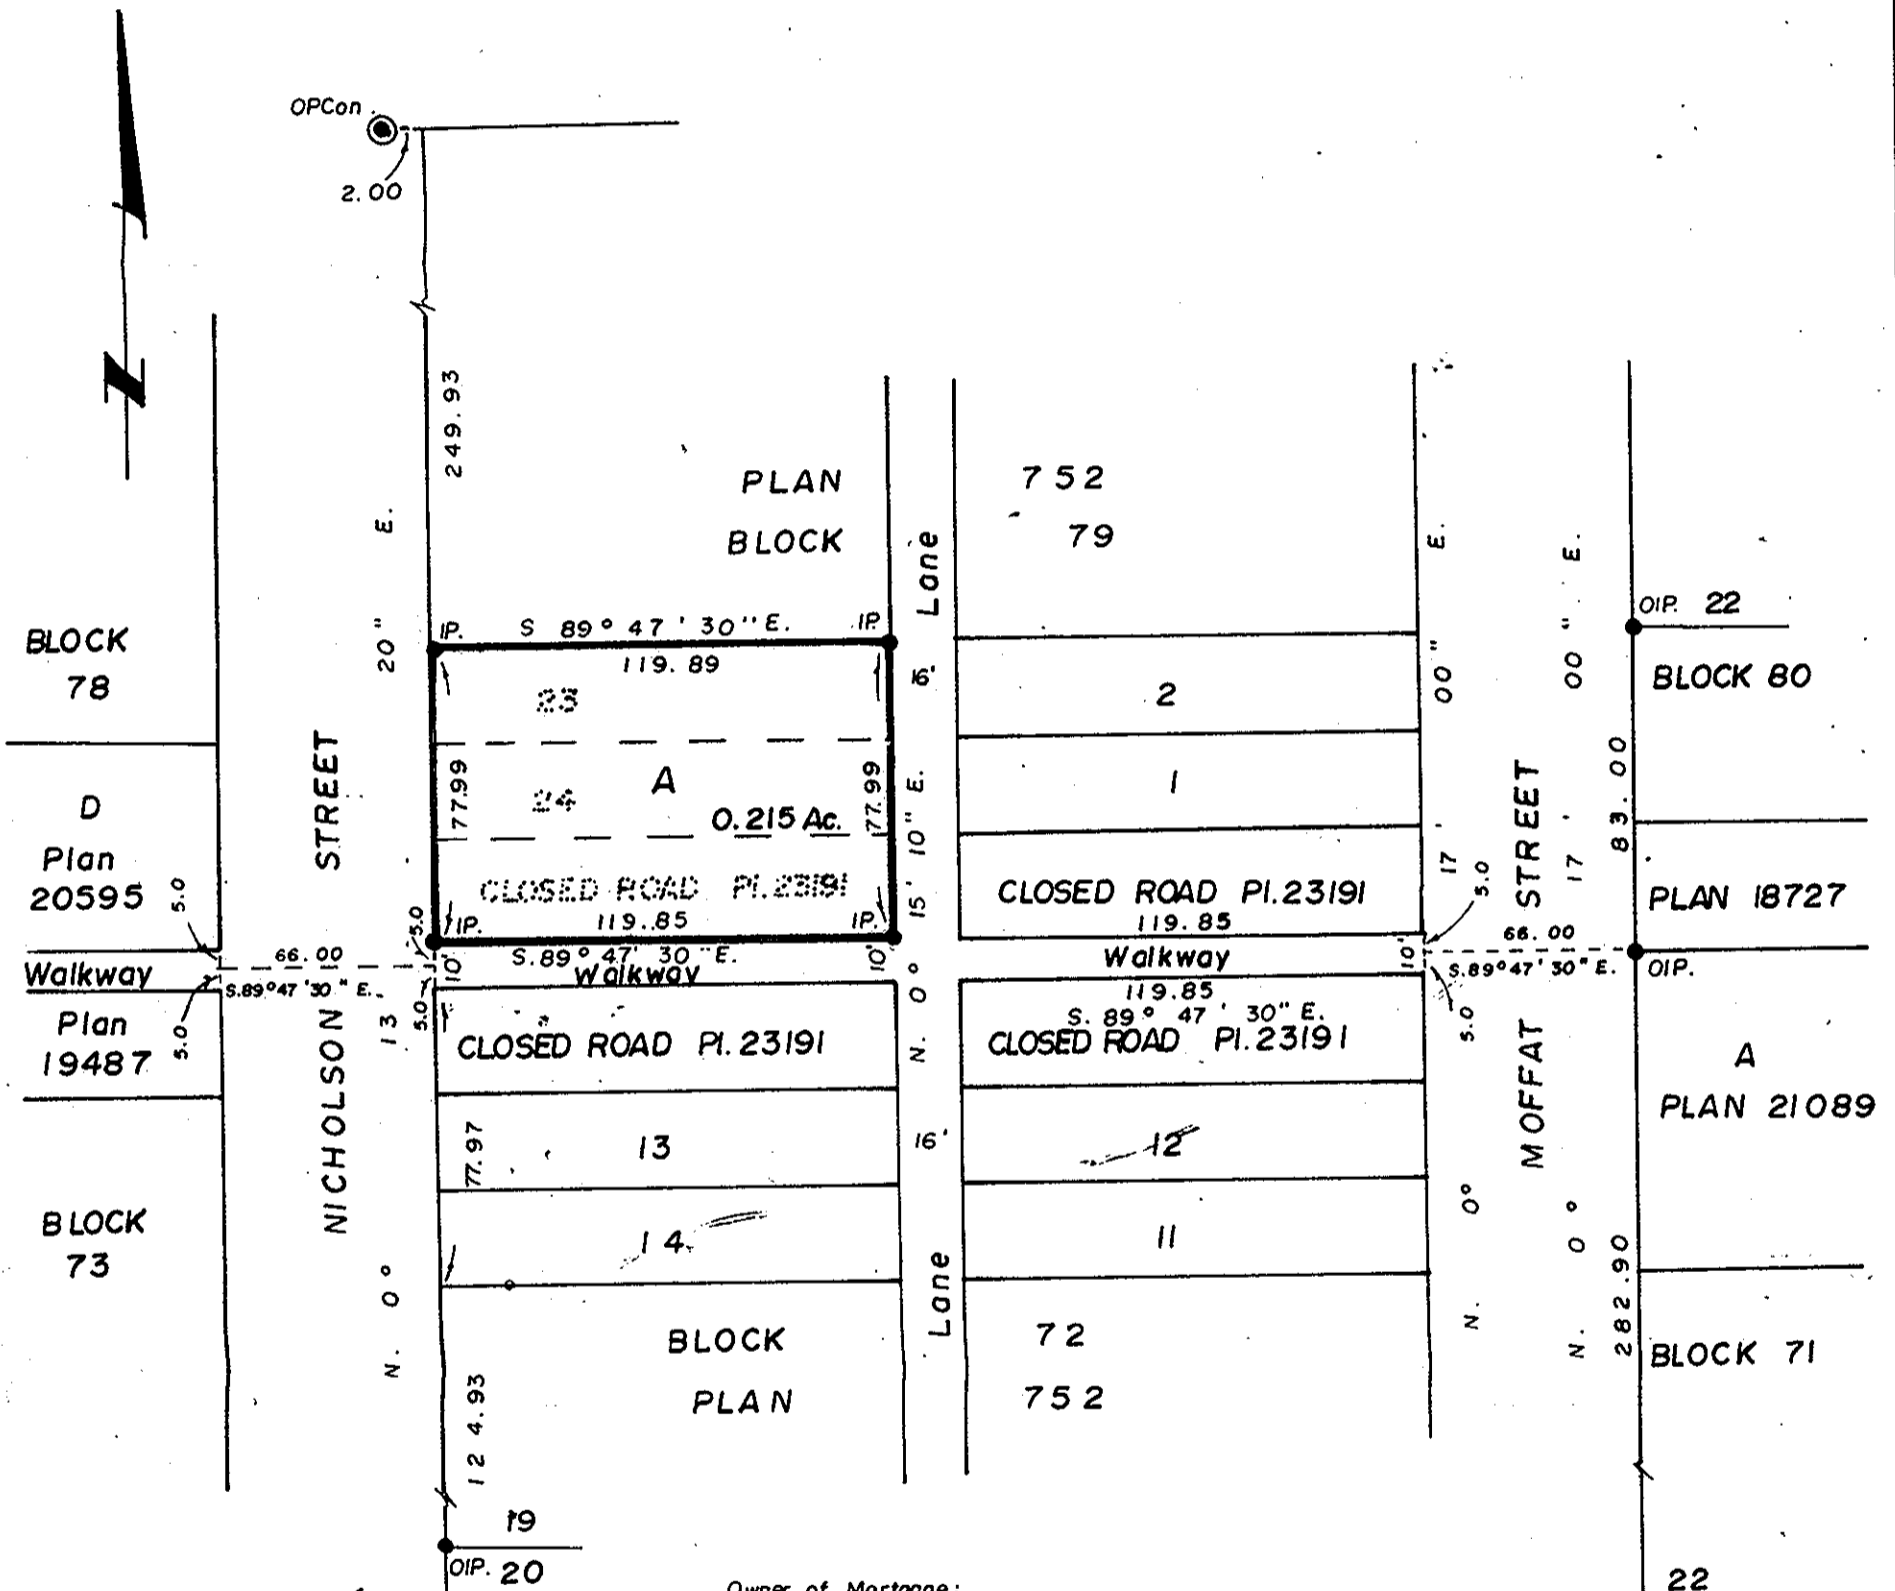 OPCon.
2.00
249.93
PLAN 752
BLOCK 79
Lane
N. 0° 13' 20" E.
N. 0° 17' 00" E.
N. 0° 17' 00" E.
OIP. 22
BLOCK 78
IP. S 89° 47' 30" E. IP.
119.89
16'
23
2
BLOCK 80
NICHOLSON STREET
MOFFAT STREET
77.99
24
A
0.215 Ac.
77.99
N. 0° 15' 10" E.
1
83.00
D
Plan
20595
5.0
CLOSED ROAD Pl. 23191
CLOSED ROAD Pl. 23191
5.0
PLAN 18727
5.0
IP. 119.85 IP.
119.85
66.00
S. 89° 47' 30" E.
66.00
Walkway
10'
Walkway
10'
Walkway
10'
S. 89° 47' 30" E.
OIP.
S. 89° 47' 30" E.
119.85
S. 89° 47' 30" E.
Plan
19487
5.0
5.0
CLOSED ROAD Pl. 23191
CLOSED ROAD Pl. 23191
5.0
A
PLAN 21089
77.97
13
16'
12
BLOCK
73
14
11
282.90
Lane
BLOCK 72
PLAN 752
BLOCK 71
124.93
19
OIP. 20
Owner of Mortgage:
22
N